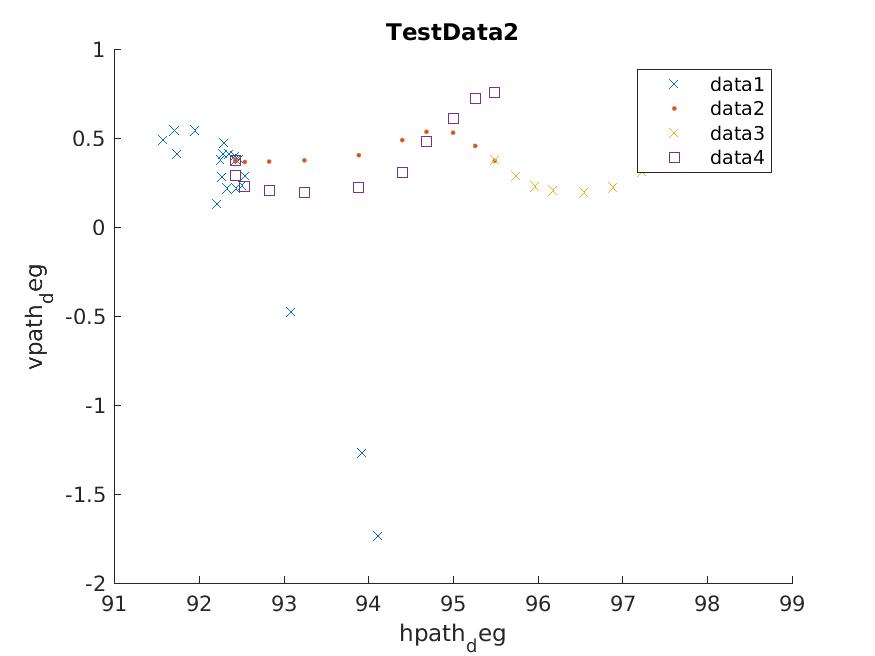 TestData2
1
0.5
0
-0.5
-1
-1.5
-2
vpath_deg
91 92 93 94 95 96 97 98 99
hpath_deg
data1
data2
data3
data4